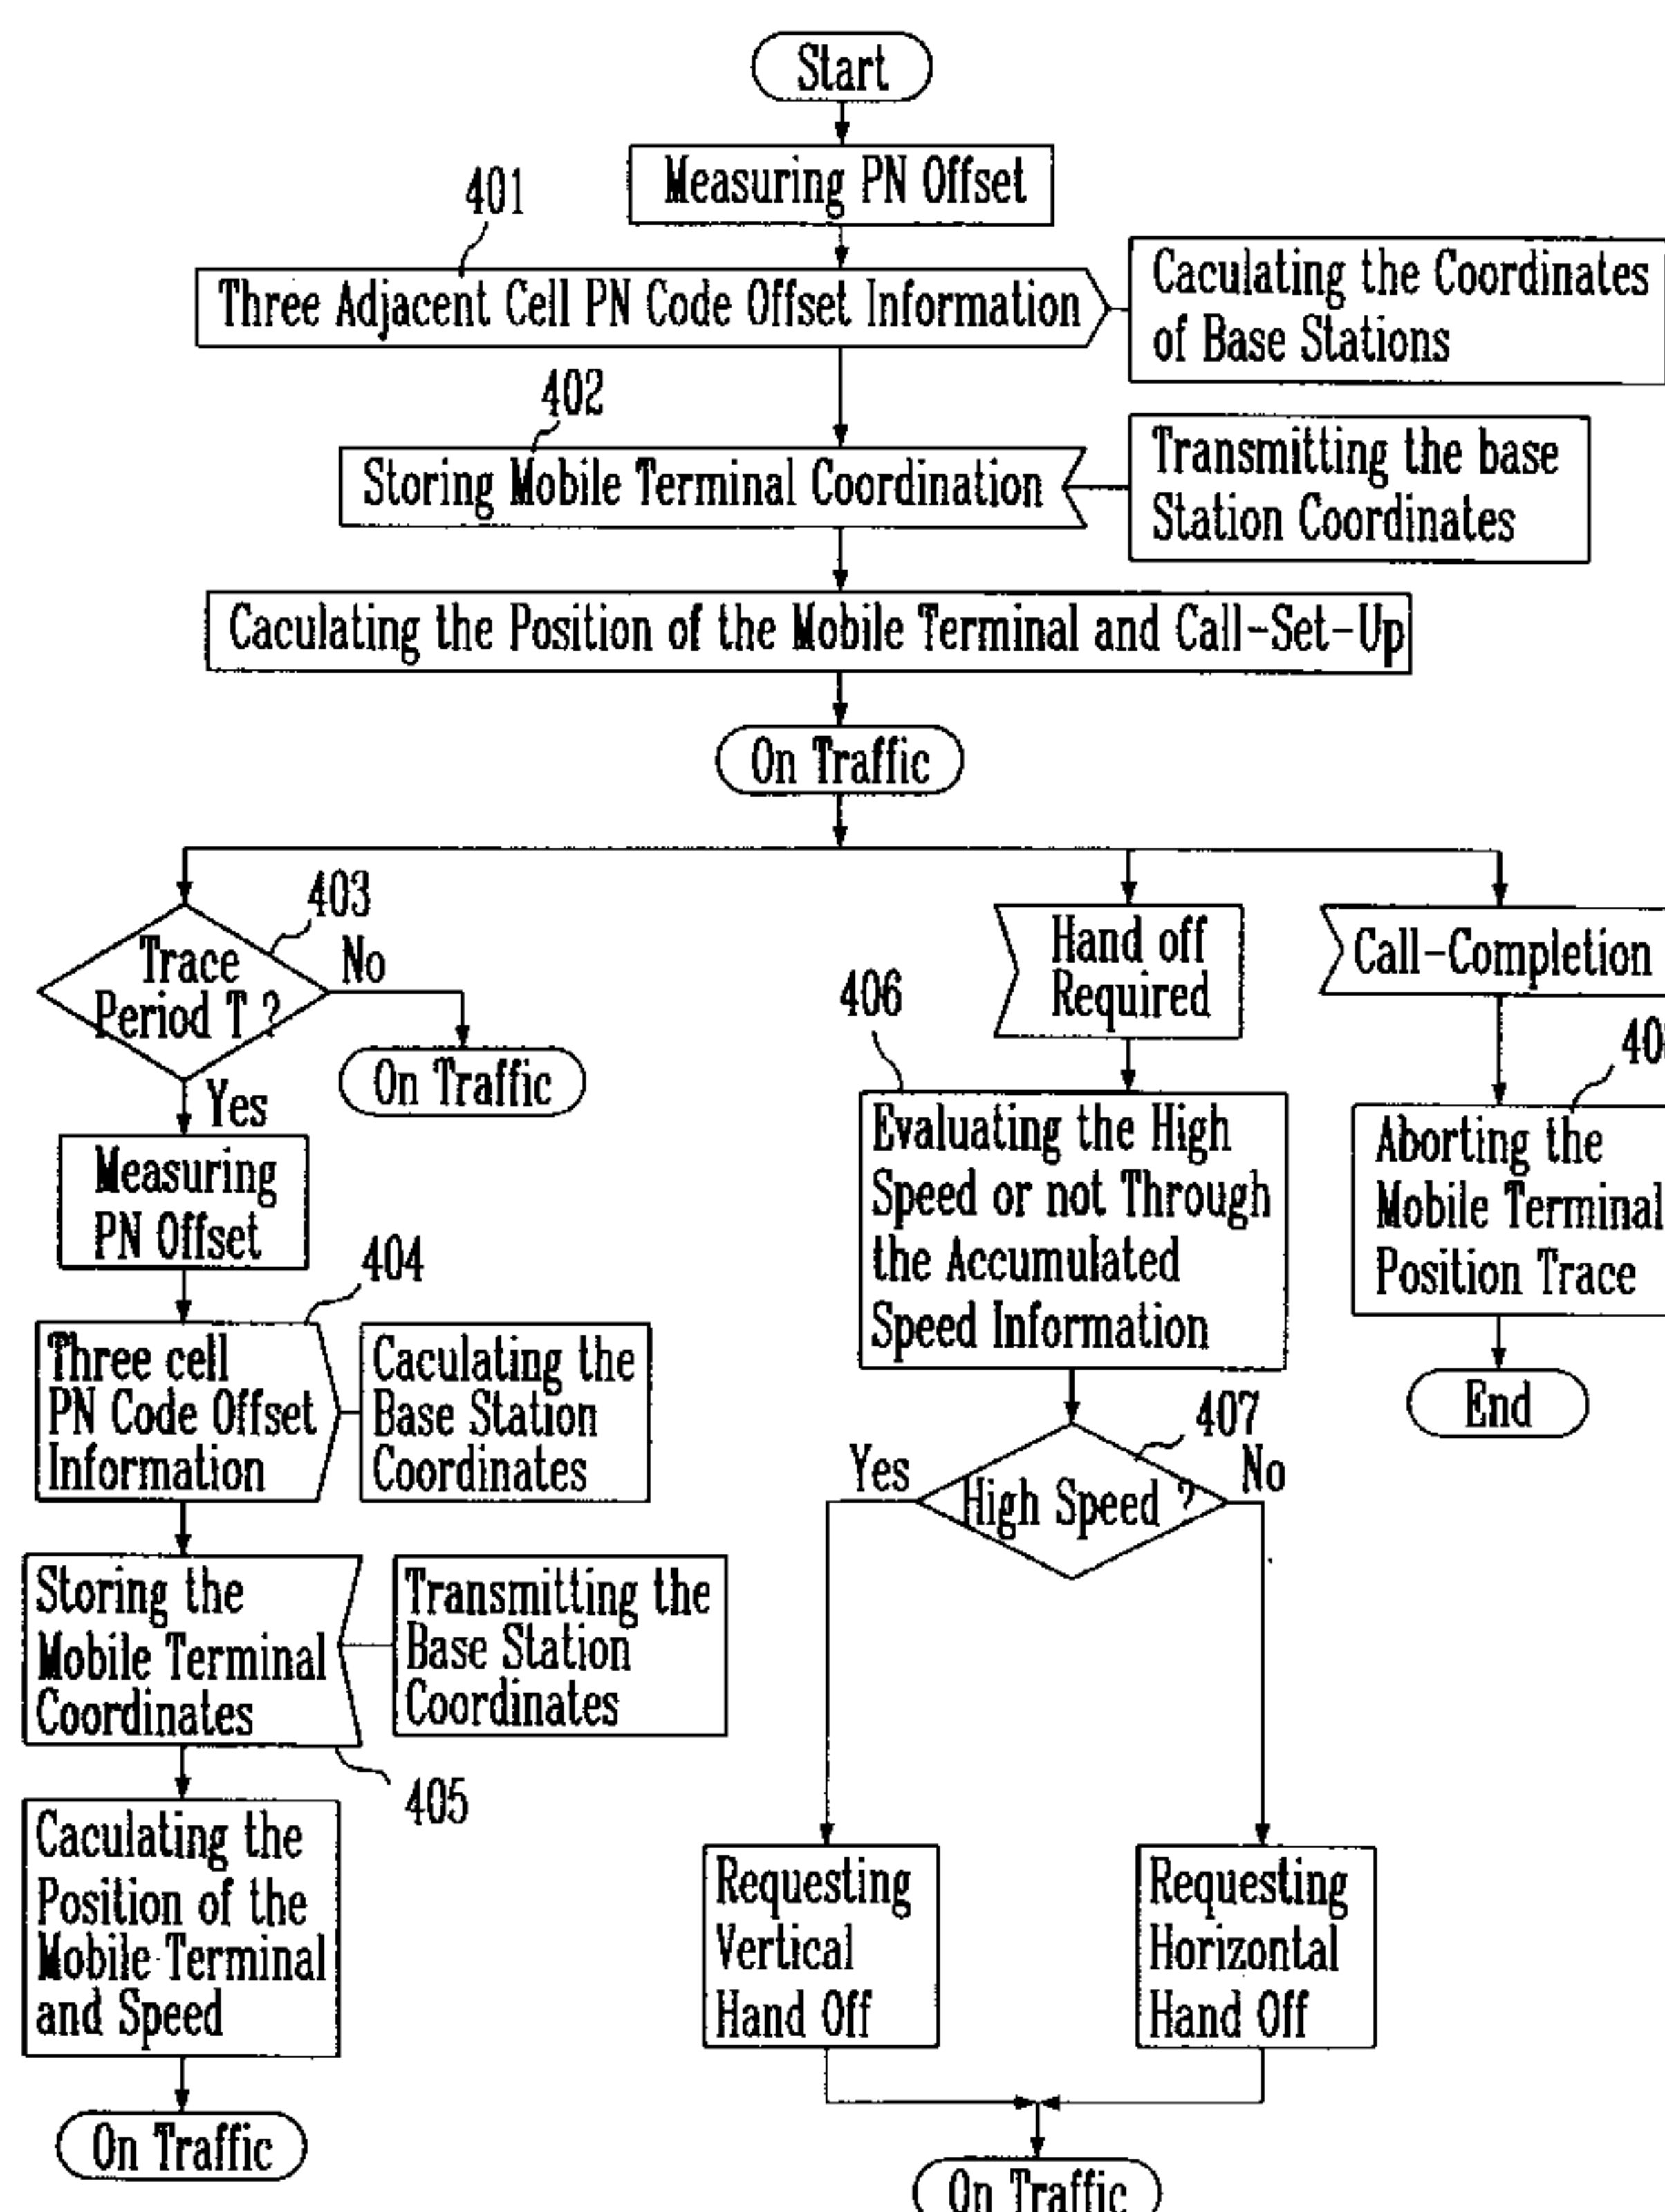 Start
Measuring PN Offset
401
Three Adjacent Cell PN Code Offset Information
Caculating the Coordinates
of Base Stations
402
Storing Mobile Terminal Coordination
Transmitting the base
Station Coordinates
Caculating the Position of the Mobile Terminal and Call-Set-Up
On Traffic
403
Trace
Period T ?
No
On Traffic
Yes
Measuring
PN Offset
404
Three cell
PN Code Offset
Information
Caculating the
Base Station
Coordinates
Storing the
Mobile Terminal
Coordinates
Transmitting the
Base Station
Coordinates
405
Caculating the
Position of the
Mobile Terminal
and Speed
On Traffic
Hand off
Required
406
Evaluating the High
Speed or not Through
the Accumulated
Speed Information
407
High Speed ?
Yes
No
Requesting
Vertical
Hand Off
Requesting
Horizontal
Hand Off
On Traffic
Call-Completion
Aborting the
Mobile Terminal
Position Trace
End